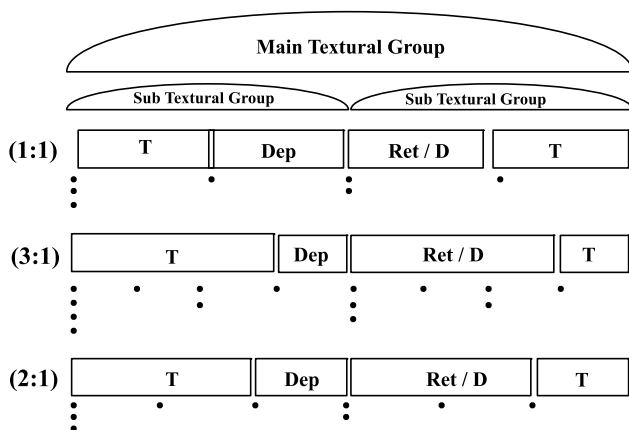 Main Textural Group
Sub Textural Group Sub Textural Group
(1:1) T Dep Ret / D T
(3:1) T Dep Ret / D T
(2:1) T Dep Ret / D T